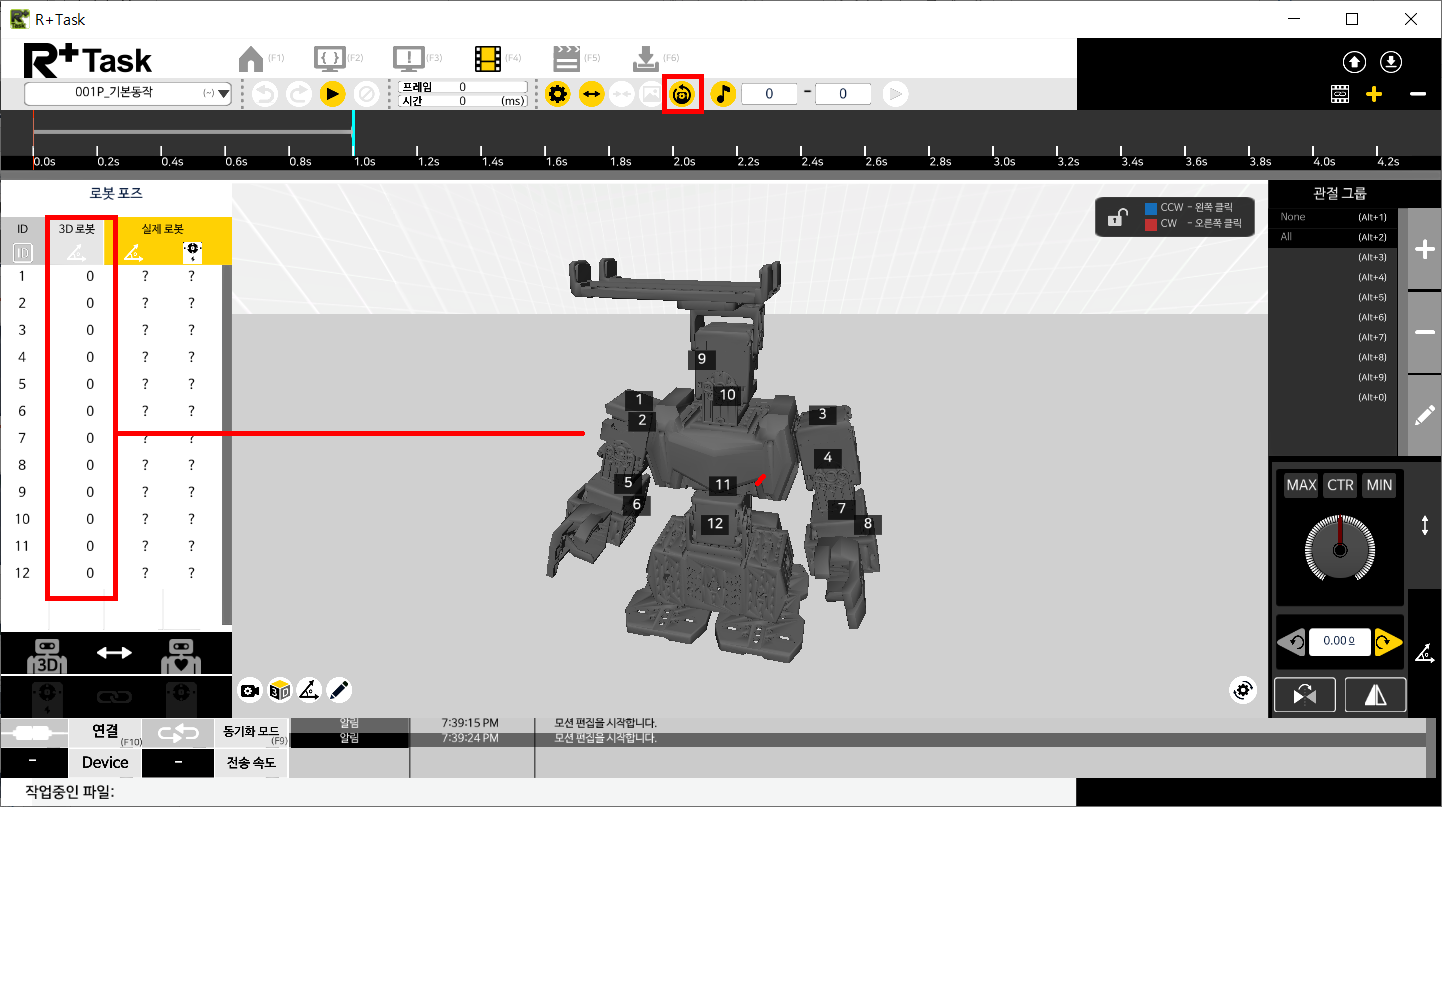 R+Task
R+Task
(F1)
(F2)
(F3)
(F4)
(F5)
(F6)
001P_기본동작 (~)
프레임 0
시간 0 (ms)
0 - 0
0.0s 0.2s 0.4s 0.6s 0.8s 1.0s 1.2s 1.4s 1.6s 1.8s 2.0s 2.2s 2.4s 2.6s 2.8s 3.0s 3.2s 3.4s 3.6s 3.8s 4.0s 4.2s
로봇 포즈
ID 3D 로봇 실제 로봇
ID
1 0 ? ?
2 0 ? ?
3 0 ? ?
4 0 ? ?
5 0 ? ?
6 0 ? ?
7 0 ? ?
8 0 ? ?
9 0 ? ?
10 0 ? ?
11 0 ? ?
12 0 ? ?
3D
CCW - 왼쪽 클릭
CW - 오른쪽 클릭
9
10
1
2
3
4
5
6
7
8
11
12
3D
관절 그룹
None (Alt+1)
All (Alt+2)
(Alt+3)
(Alt+4)
(Alt+5)
(Alt+6)
(Alt+7)
(Alt+8)
(Alt+9)
(Alt+0)
MAX CTR MIN
0.00 º
연결 (F10)
동기화 모드 (F9)
알림 7:39:15 PM 모션 편집을 시작합니다.
알림 7:39:24 PM 모션 편집을 시작합니다.
- Device - 전송 속도
작업중인 파일: